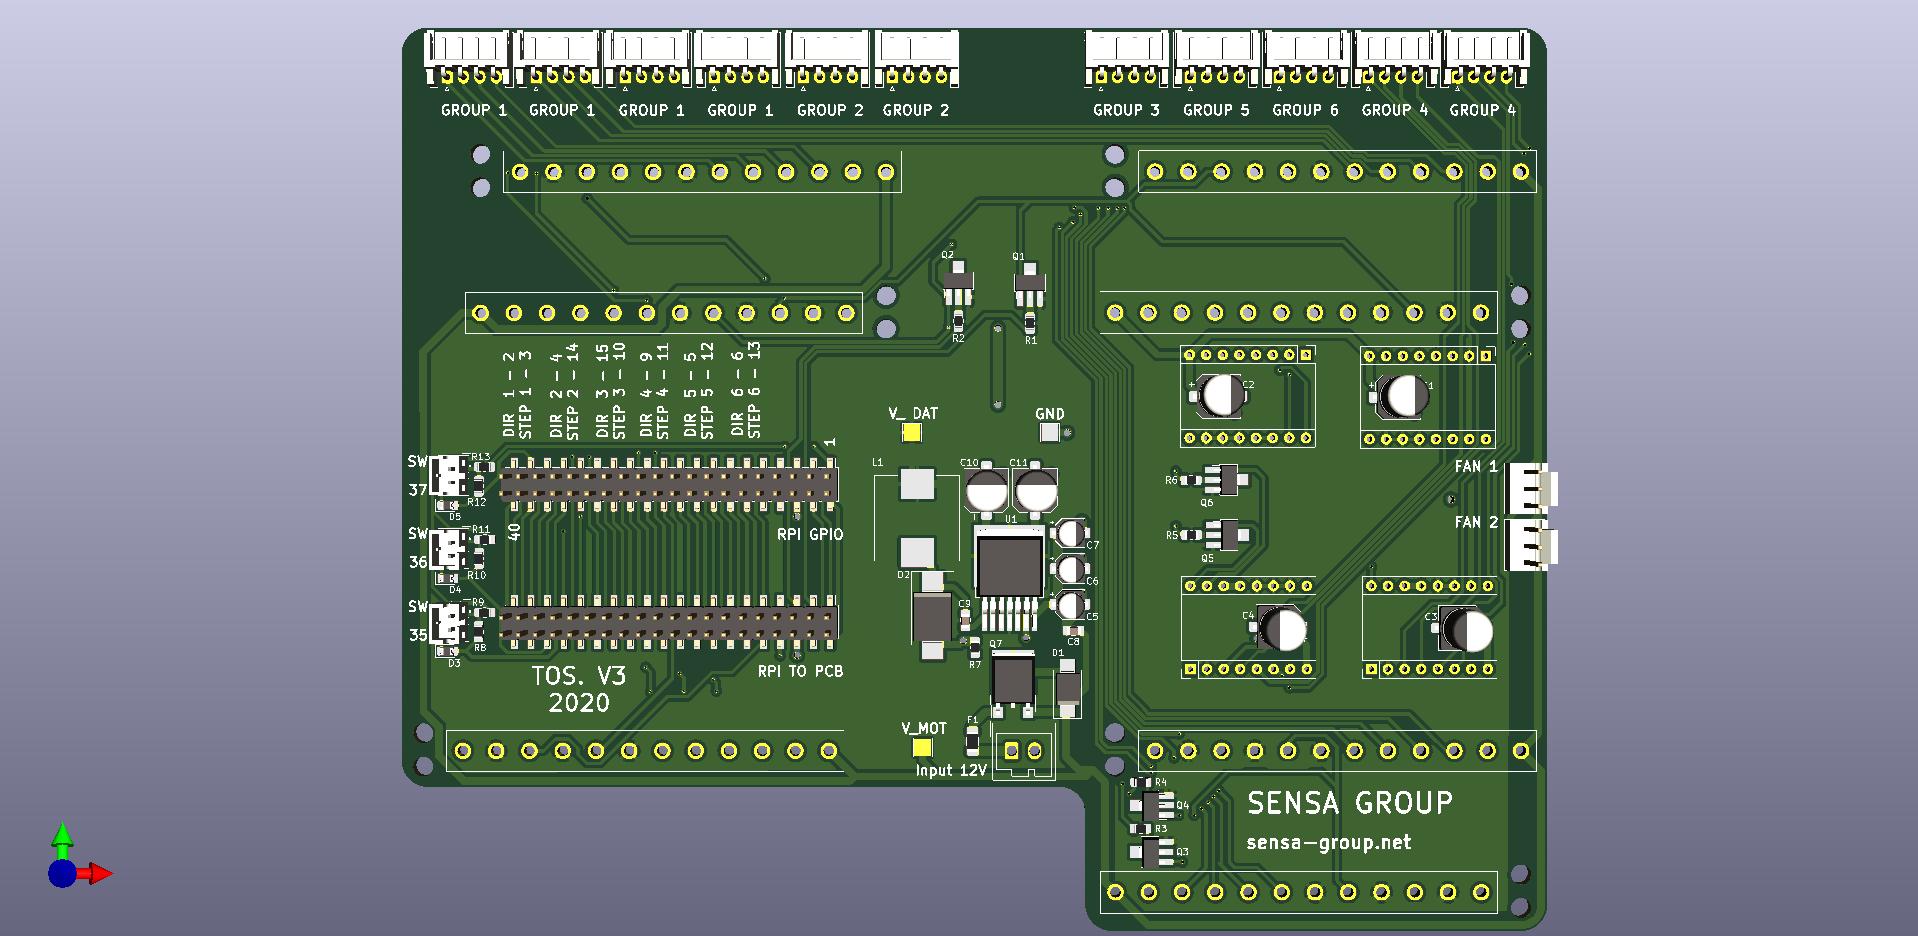 GROUP 1 GROUP 1 GROUP 1 GROUP 1 GROUP 2 GROUP 2 GROUP 3 GROUP 5 GROUP 6 GROUP 4 GROUP 4
Q2 Q1
R2 R1
DIR 1 - 2
STEP 1 - 3
DIR 2 - 4
STEP 2 - 14
DIR 3 - 15
STEP 3 - 10
DIR 4 - 9
STEP 4 - 11
DIR 5 - 5
STEP 5 - 12
DIR 6 - 6
STEP 6 - 13
C2
V_ DAT GND
1
SW R13
37 R12
D5
40
RPI GPIO
SW R11
36 R10
D4
SW R9
35 R8
D3
RPI TO PCB
TOS. V3
2020
L1 C10 C11
U1
C7
D2 C6
C9 C5
C8
R7 Q7 D1
V_MOT F1
Input 12V
FAN 1
FAN 2
R6 Q6
R5 Q5
C4 C3
R4
Q4
R3
Q3
SENSA GROUP
sensa-group.net